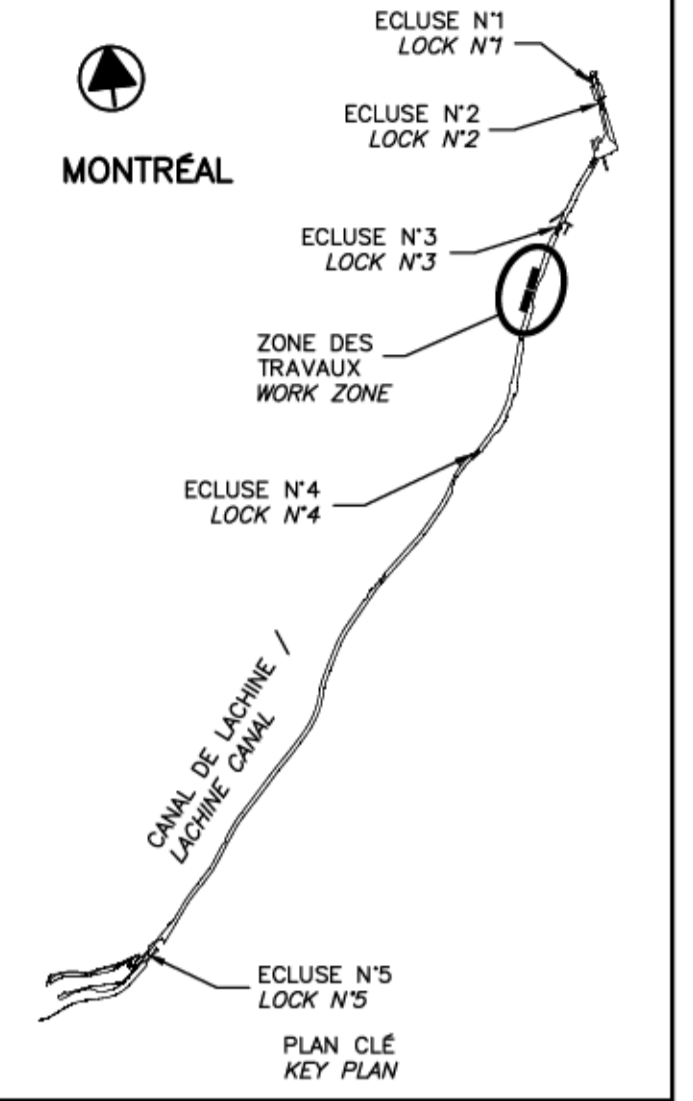 ECLUSE N°1
LOCK N°1
ECLUSE N°2
LOCK N°2
MONTRÉAL
ECLUSE N°3
LOCK N°3
ZONE DES
TRAVAUX
WORK ZONE
ECLUSE N°4
LOCK N°4
CANAL DE LACHINE /
LACHINE CANAL
ECLUSE N°5
LOCK N°5
PLAN CLÉ
KEY PLAN